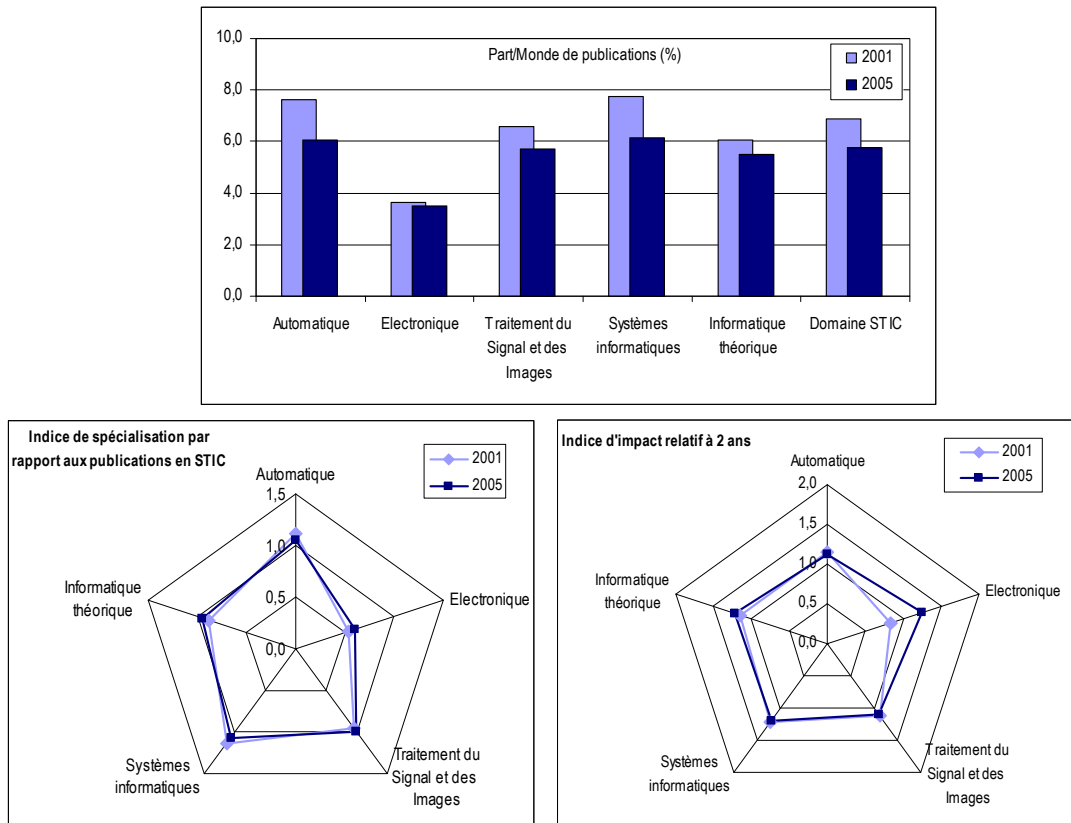 Part/Monde de publications (%)
2001
2005
10,0
8,0
6,0
4,0
2,0
0,0
Automatique
Electronique
Traitement du
Signal et des
Images
Systèmes
informatiques
Informatique
théorique
Domaine STIC
Indice de spécialisation par
rapport aux publications en STIC
2001
2005
Automatique
1,5
1,0
0,5
0,0
Electronique
Traitement du
Signal et des
Images
Systèmes
informatiques
Informatique
théorique
Indice d'impact relatif à 2 ans
2001
2005
Automatique
2,0
1,5
1,0
0,5
0,0
Electronique
Traitement du
Signal et des
Images
Systèmes
informatiques
Informatique
théorique